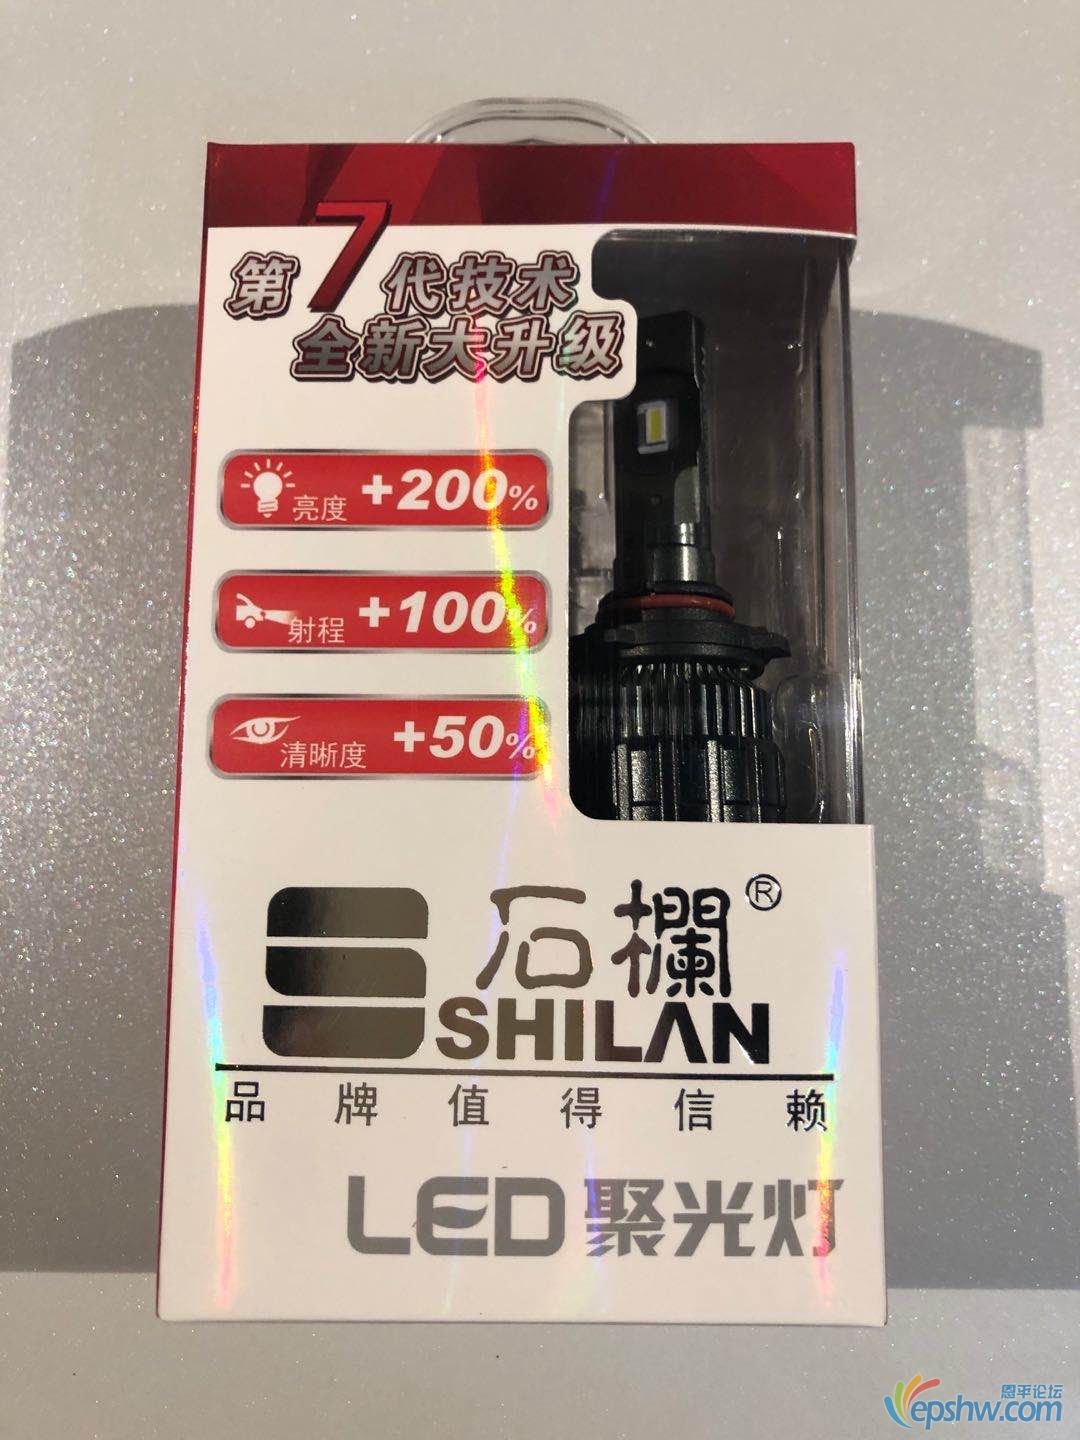 第7代技术
全新大升级
亮度 +200%
射程 +100%
清晰度 +50%
石欄®
SHILAN
品牌值得信赖
LED聚光灯
恩平论坛
epshw.com